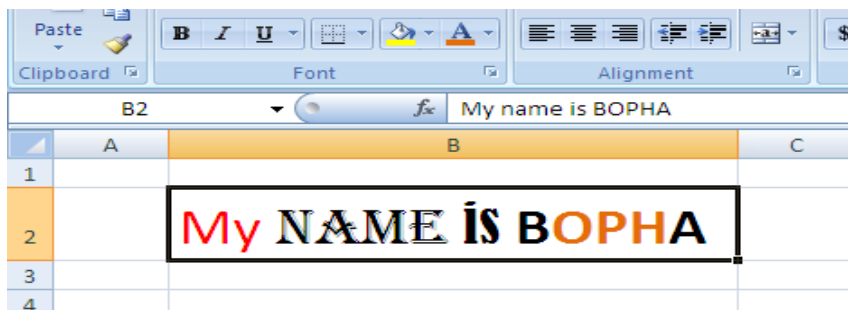 Paste
B I U A $
Clipboard Font Alignment
B2 fx My name is BOPHA
A B C
1
2 My NAME iS BOPHA
3
4